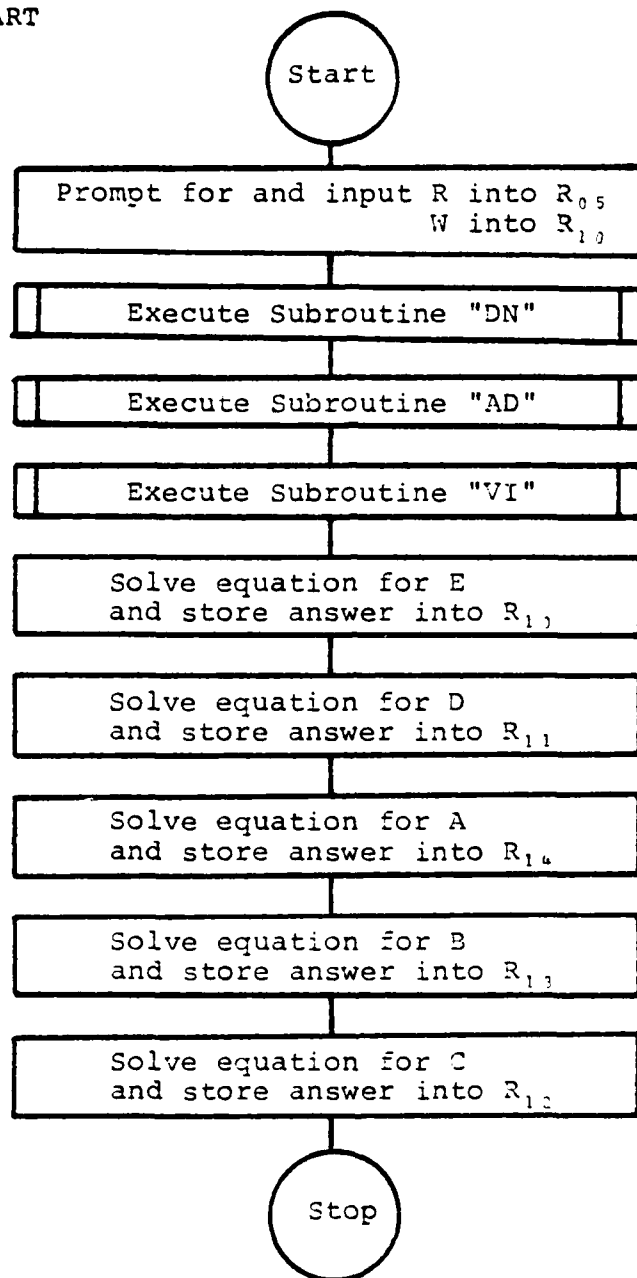 ART
Start
Prompt for and input R into R₀₅
W into R₁₀
Execute Subroutine "DN"
Execute Subroutine "AD"
Execute Subroutine "VI"
Solve equation for E
and store answer into
Solve equation for D
and store answer into R₁₁
Solve equation for A
and store answer into R₁₄
Solve equation for B
and store answer into R₁₃
Solve equation for C
and store answer into R₁₂
Stop